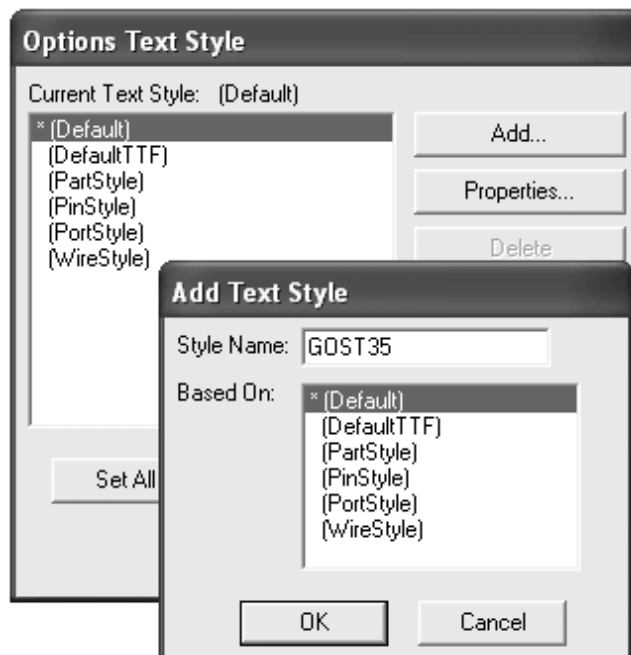 Options Text Style
Current Text Style: (Default)
* (Default)
(DefaultTTF)
(PartStyle)
(PinStyle)
(PortStyle)
(WireStyle)
Add...
Properties...
Delete
Set All
Add Text Style
Style Name: GOST35
Based On:
* (Default)
(DefaultTTF)
(PartStyle)
(PinStyle)
(PortStyle)
(WireStyle)
OK Cancel